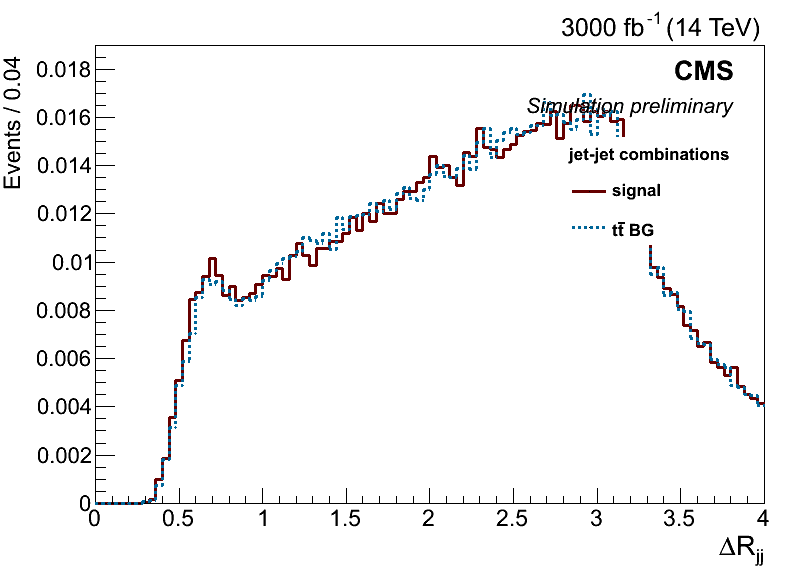 3000 fb-1 (14 TeV)
Events / 0.04
CMS
Simulation preliminary
jet-jet combinations
signal
tt̄ BG
0.018
0.016
0.014
0.012
0.01
0.008
0.006
0.004
0.002
0
0 0.5 1 1.5 2 2.5 3 3.5 4
ΔRjj